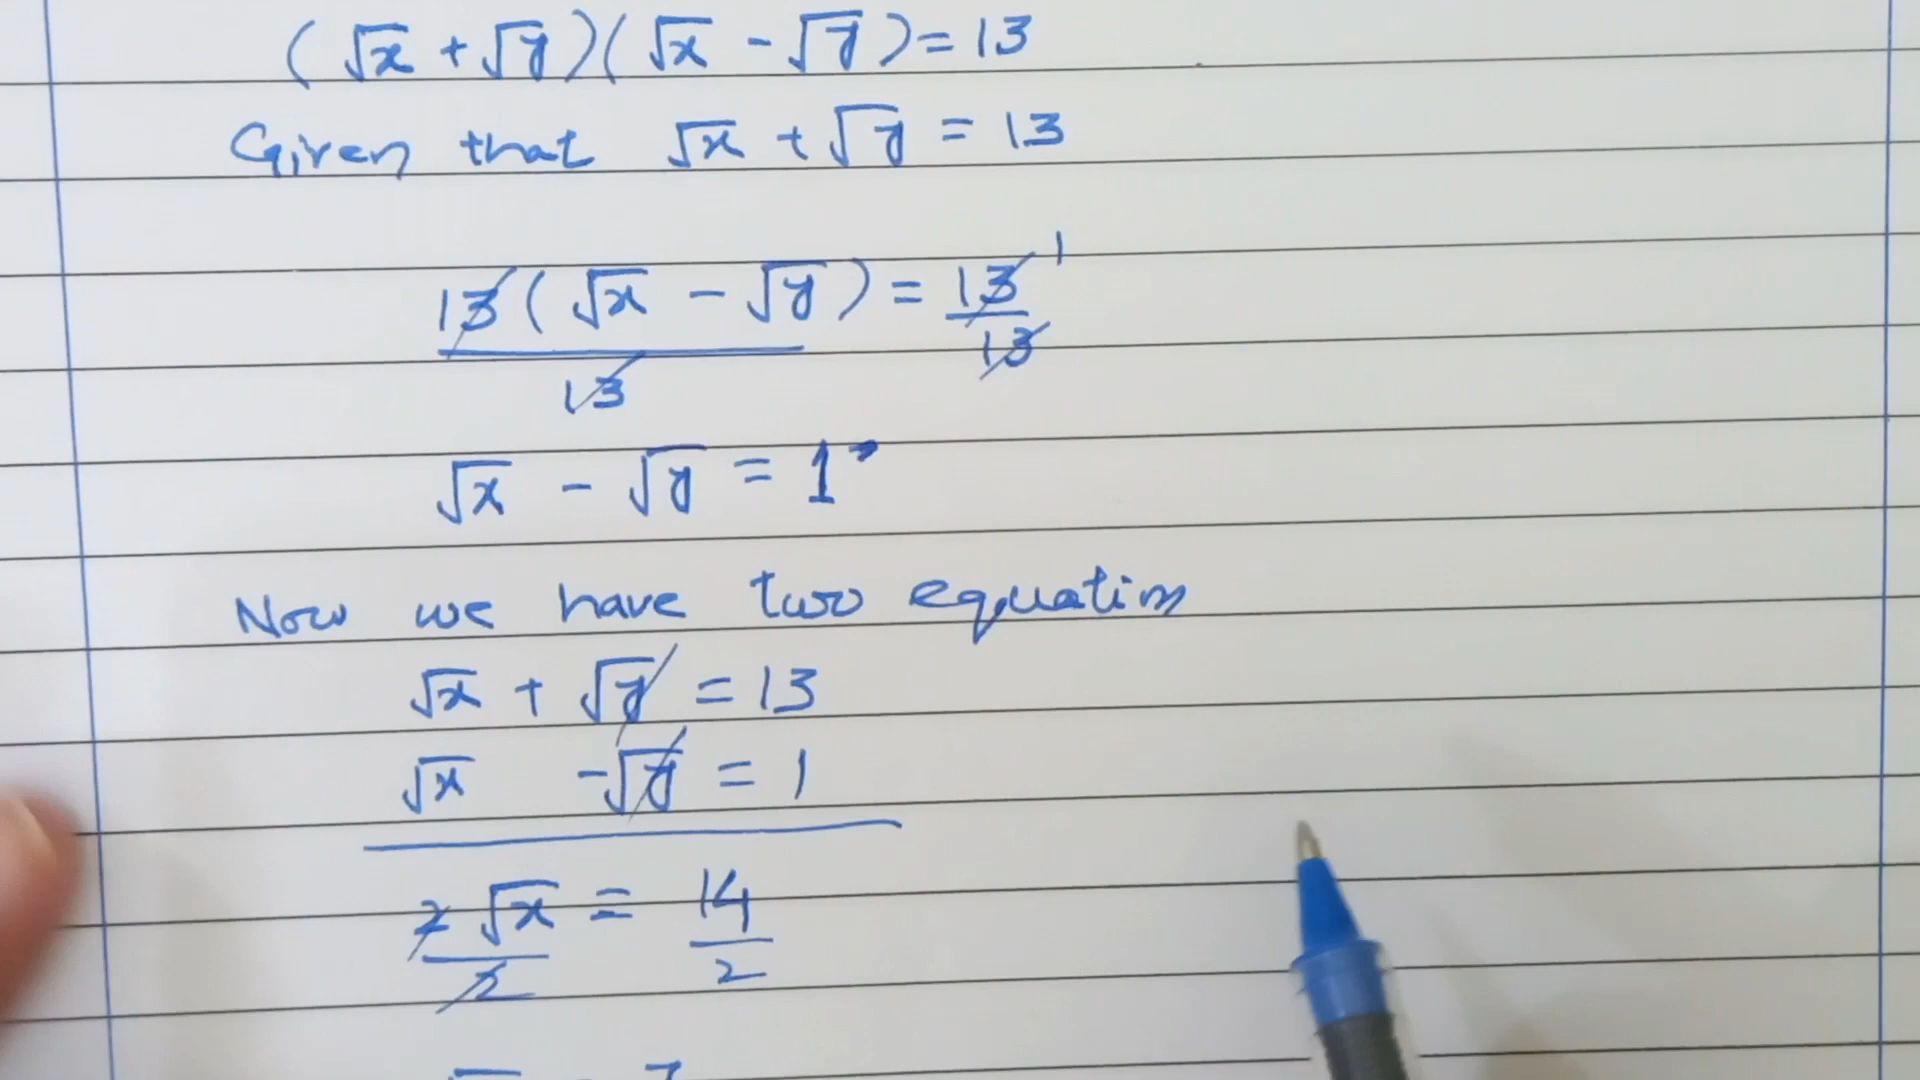 (√x + √y)(√x - √y) = 13
Given that √x + √y = 13
13(√x - √y) = 13 1
13 13
√x - √y = 1
Now we have two equation
√x + √y = 13
√x -√y = 1
2√x = 14
2 2